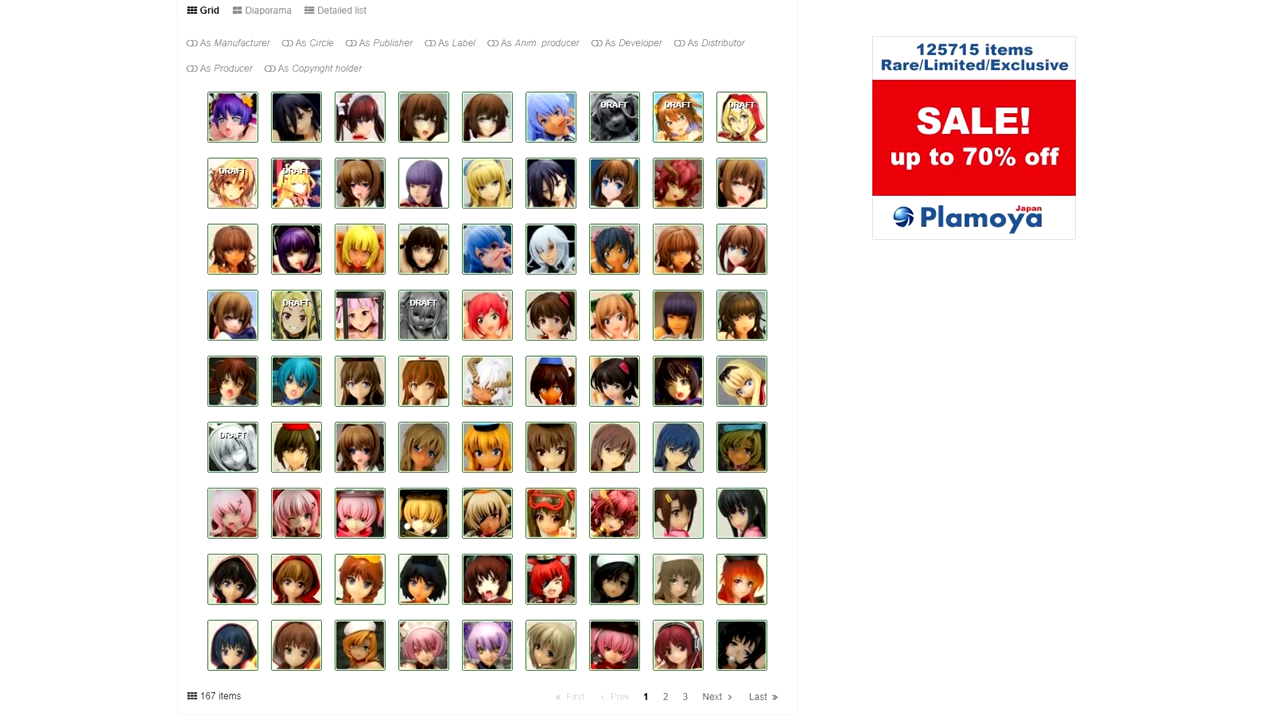 Grid Diaporama Detailed list
As Manufacturer As Circle As Publisher As Label As Anim producer As Developer As Distributor
As Producer As Copyright holder
125715 items
Rare/Limited/Exclusive
SALE!
up to 70% off
Japan
Plamoya
DRAFT DRAFT DRAFT
DRAFT DRAFT
DRAFT DRAFT
DRAFT
167 items
« First ‹ Prev 1 2 3 Next › Last »